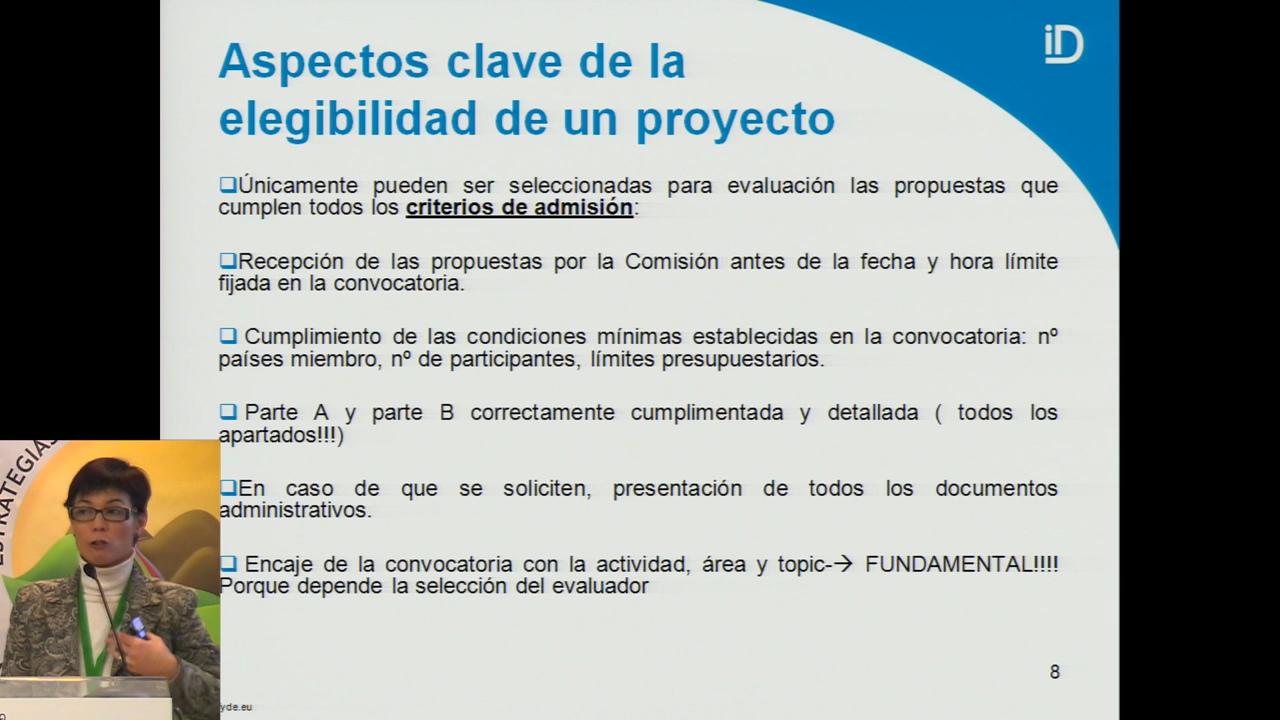 iD
Aspectos clave de la
elegibilidad de un proyecto
Únicamente pueden ser seleccionadas para evaluación las propuestas que
cumplen todos los criterios de admisión:
Recepción de las propuestas por la Comisión antes de la fecha y hora límite
fijada en la convocatoria.
Cumplimiento de las condiciones mínimas establecidas en la convocatoria: nº
países miembro, nº de participantes, límites presupuestarios.
Parte A y parte B correctamente cumplimentada y detallada ( todos los
apartados!!!)
En caso de que se soliciten, presentación de todos los documentos
administrativos.
Encaje de la convocatoria con la actividad, área y topic-→ FUNDAMENTAL!!!!
Porque depende la selección del evaluador
8
yde.eu
ESTRATEGIAS